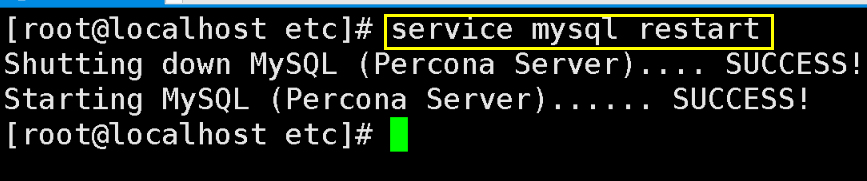 [root@localhost etc]# service mysql restart
Shutting down MySQL (Percona Server).... SUCCESS!
Starting MySQL (Percona Server)...... SUCCESS!
[root@localhost etc]#